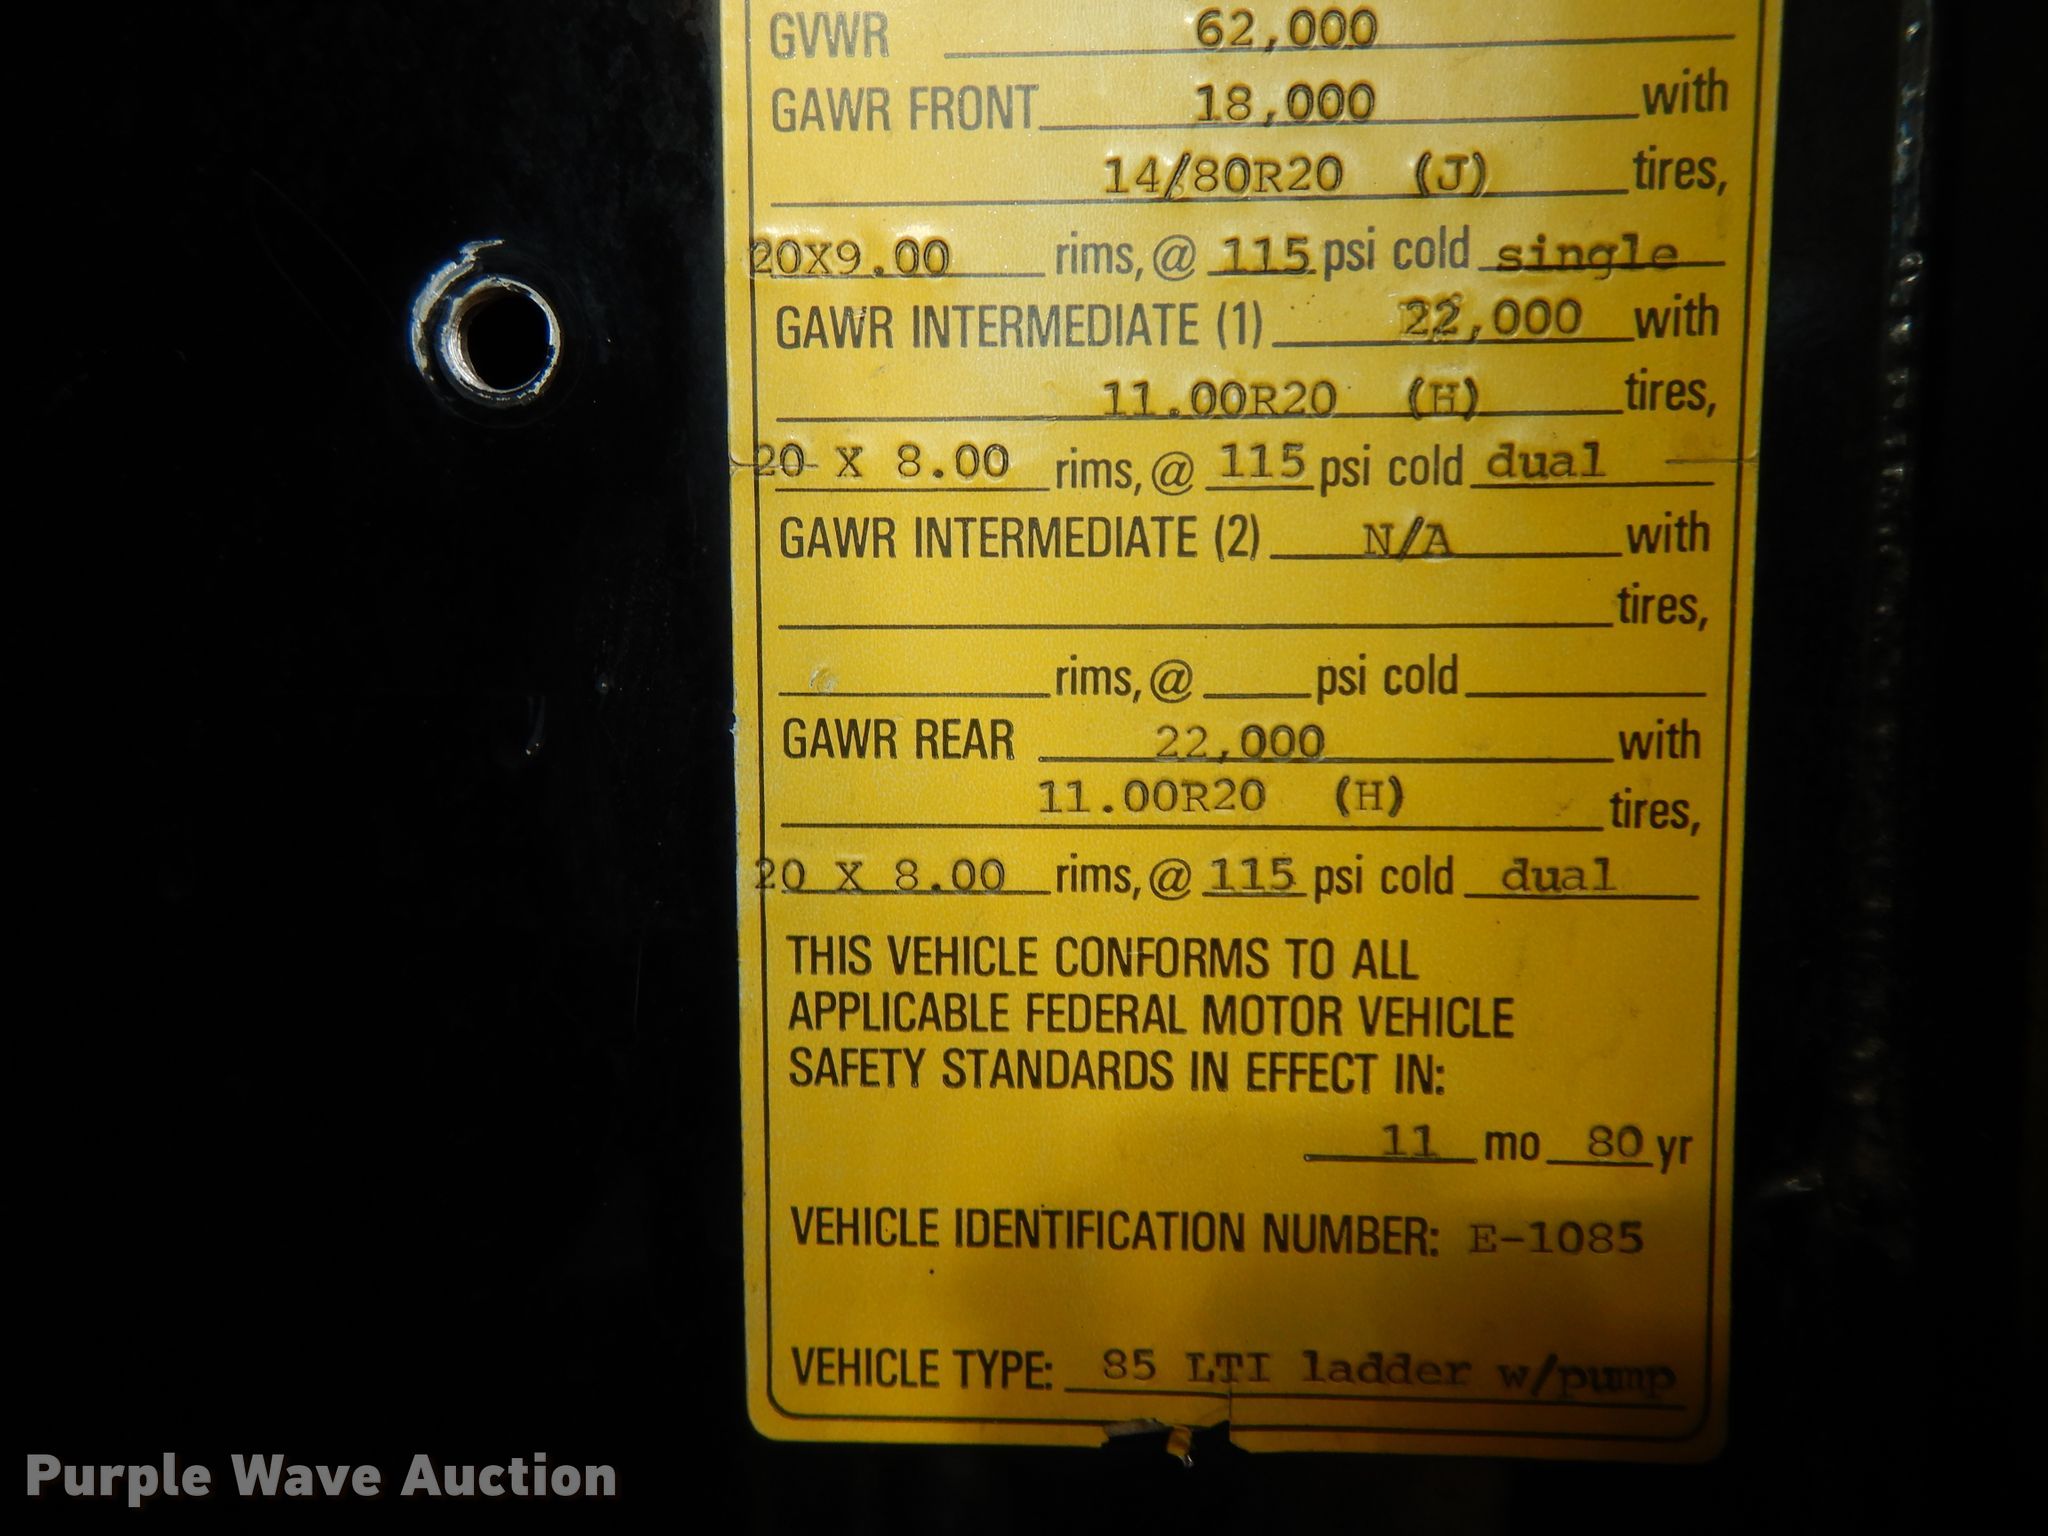 GVWR 62,000
GAWR FRONT 18,000 with
14/80R20 (J) tires,
20X9.00 rims, @ 115 psi cold single
GAWR INTERMEDIATE (1) 22,000 with
11.00R20 (H) tires,
20 X 8.00 rims, @ 115 psi cold dual
GAWR INTERMEDIATE (2) N/A with
tires,
rims, @ psi cold
GAWR REAR 22,000 with
11.00R20 (H) tires,
20 X 8.00 rims, @ 115 psi cold dual
THIS VEHICLE CONFORMS TO ALL
APPLICABLE FEDERAL MOTOR VEHICLE
SAFETY STANDARDS IN EFFECT IN:
11 mo 80 yr
VEHICLE IDENTIFICATION NUMBER: E-1085
VEHICLE TYPE: 85 LTI ladder w/pump
Purple Wave Auction